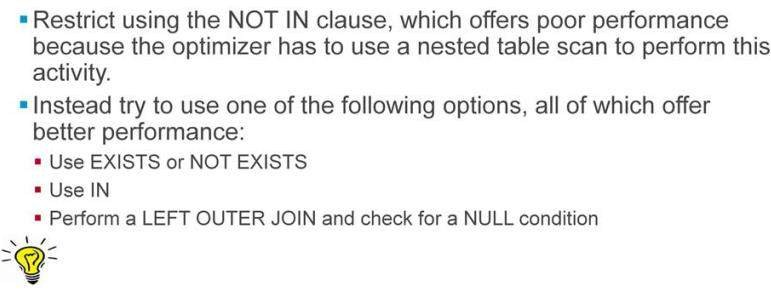 Restrict using the NOT IN clause, which offers poor performance
because the optimizer has to use a nested table scan to perform this
activity.
Instead try to use one of the following options, all of which offer
better performance:
Use EXISTS or NOT EXISTS
Use IN
Perform a LEFT OUTER JOIN and check for a NULL condition